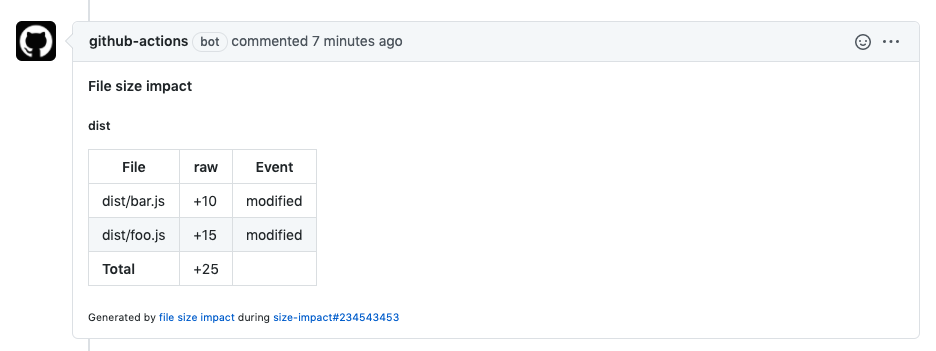 github-actions bot commented 7 minutes ago
File size impact
dist
File raw Event
dist/bar.js +10 modified
dist/foo.js +15 modified
Total +25
Generated by file size impact during size-impact#234543453